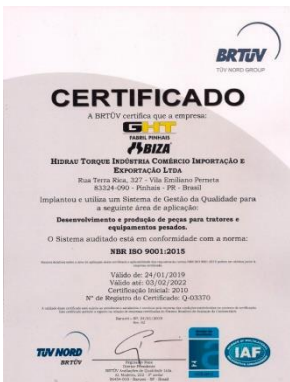 BRTÜV
TÜV NORD GROUP
CERTIFICADO
A BRTÜV certifica que a empresa:
GHT
FABRIL PINHAIS
IBIZA
HIDRAU TORQUE INDÚSTRIA COMÉRCIO IMPORTAÇÃO E
EXPORTAÇÃO LTDA
Rua Terra Rica, 327 - Vila Emiliano Perneta
83324-090 - Pinhais - PR - Brasil
Implantou e utiliza um Sistema de Gestão da Qualidade para
a seguinte área de aplicação:
Desenvolvimento e produção de peças para tratores e
equipamentos pesados.
O Sistema auditado está em conformidade com a norma:
NBR ISO 9001:2015
Válido de: 24/01/2019
Válido até: 03/02/2022
Certificação Inicial: 2010
Nº de Registro do Certificado: Q-03370
TÜV NORD
BRTÜV
IAF